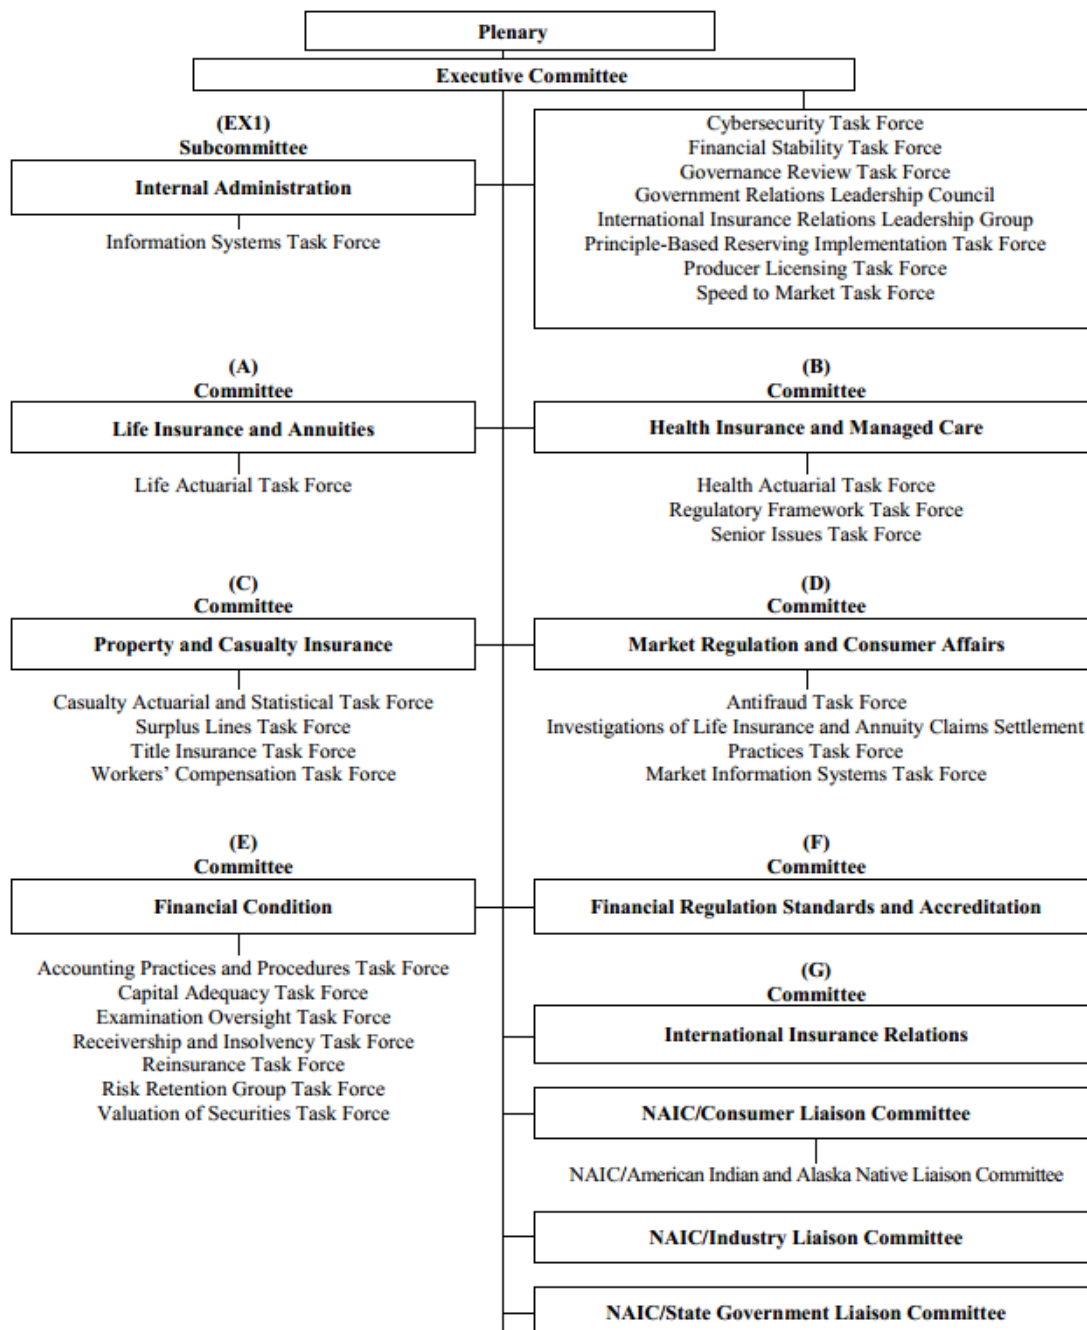 Plenary
Executive Committee
(EX1)
Subcommittee
Internal Administration
Information Systems Task Force
Cybersecurity Task Force
Financial Stability Task Force
Governance Review Task Force
Government Relations Leadership Council
International Insurance Relations Leadership Group
Principle-Based Reserving Implementation Task Force
Producer Licensing Task Force
Speed to Market Task Force
(A)
Committee
Life Insurance and Annuities
Life Actuarial Task Force
(B)
Committee
Health Insurance and Managed Care
Health Actuarial Task Force
Regulatory Framework Task Force
Senior Issues Task Force
(C)
Committee
Property and Casualty Insurance
Casualty Actuarial and Statistical Task Force
Surplus Lines Task Force
Title Insurance Task Force
Workers’ Compensation Task Force
(D)
Committee
Market Regulation and Consumer Affairs
Antifraud Task Force
Investigations of Life Insurance and Annuity Claims Settlement
Practices Task Force
Market Information Systems Task Force
(E)
Committee
Financial Condition
Accounting Practices and Procedures Task Force
Capital Adequacy Task Force
Examination Oversight Task Force
Receivership and Insolvency Task Force
Reinsurance Task Force
Risk Retention Group Task Force
Valuation of Securities Task Force
(F)
Committee
Financial Regulation Standards and Accreditation
(G)
Committee
International Insurance Relations
NAIC/Consumer Liaison Committee
NAIC/American Indian and Alaska Native Liaison Committee
NAIC/Industry Liaison Committee
NAIC/State Government Liaison Committee